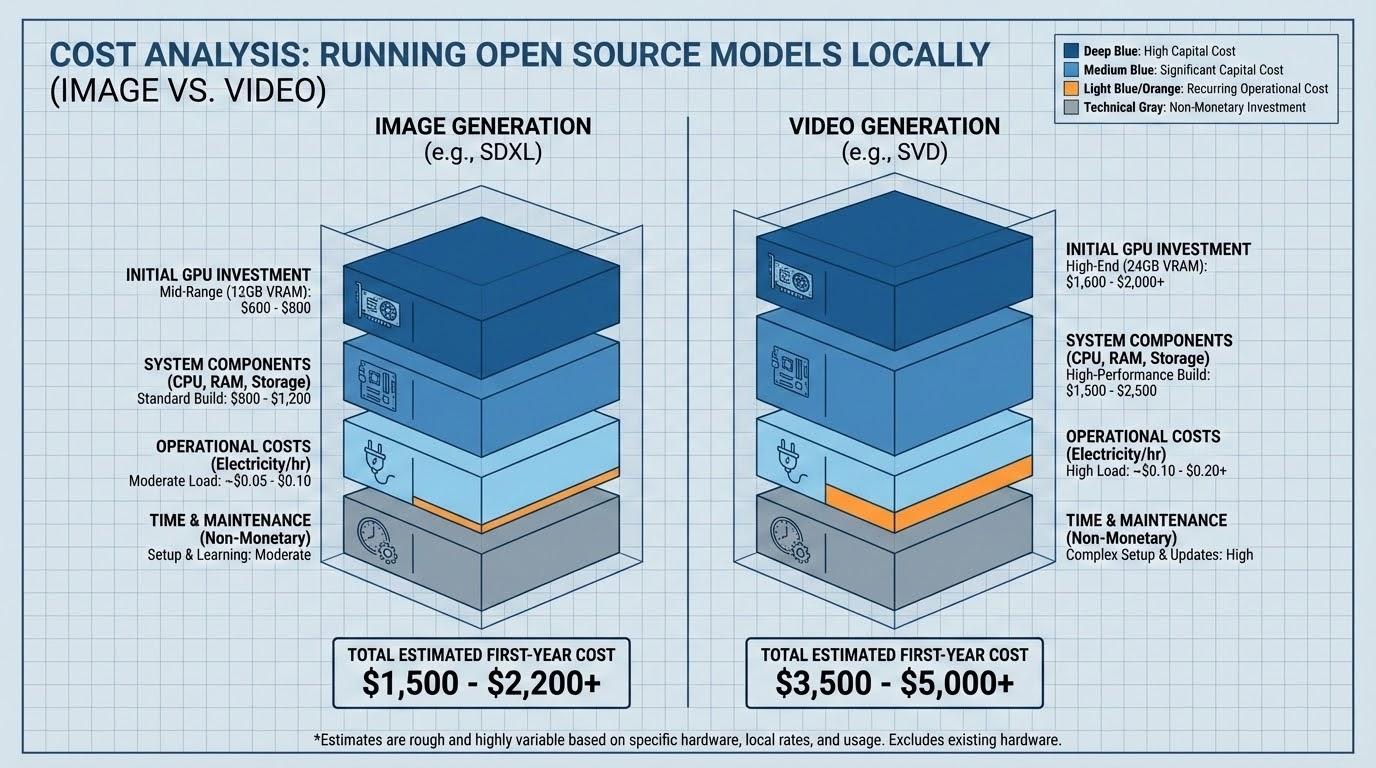 COST ANALYSIS: RUNNING OPEN SOURCE MODELS LOCALLY
(IMAGE VS. VIDEO)
Deep Blue: High Capital Cost
Medium Blue: Significant Capital Cost
Light Blue/Orange: Recurring Operational Cost
Technical Gray: Non-Monetary Investment
IMAGE GENERATION
(e.g., SDXL)
INITIAL GPU INVESTMENT
Mid-Range (12GB VRAM):
$600 - $800
SYSTEM COMPONENTS
(CPU, RAM, Storage)
Standard Build: $800 - $1,200
OPERATIONAL COSTS
(Electricity/hr)
Moderate Load: ~$0.05 - $0.10
TIME & MAINTENANCE
(Non-Monetary)
Setup & Learning: Moderate
TOTAL ESTIMATED FIRST-YEAR COST
$1,500 - $2,200+
VIDEO GENERATION
(e.g., SVD)
INITIAL GPU INVESTMENT
High-End (24GB VRAM):
$1,600 - $2,000+
SYSTEM COMPONENTS
(CPU, RAM, Storage)
High-Performance Build:
$1,500 - $2,500
OPERATIONAL COSTS
(Electricity/hr)
High Load: ~$0.10 - $0.20+
TIME & MAINTENANCE
(Non-Monetary)
Complex Setup & Updates: High
TOTAL ESTIMATED FIRST-YEAR COST
$3,500 - $5,000+
*Estimates are rough and highly variable based on specific hardware, local rates, and usage. Excludes existing hardware.